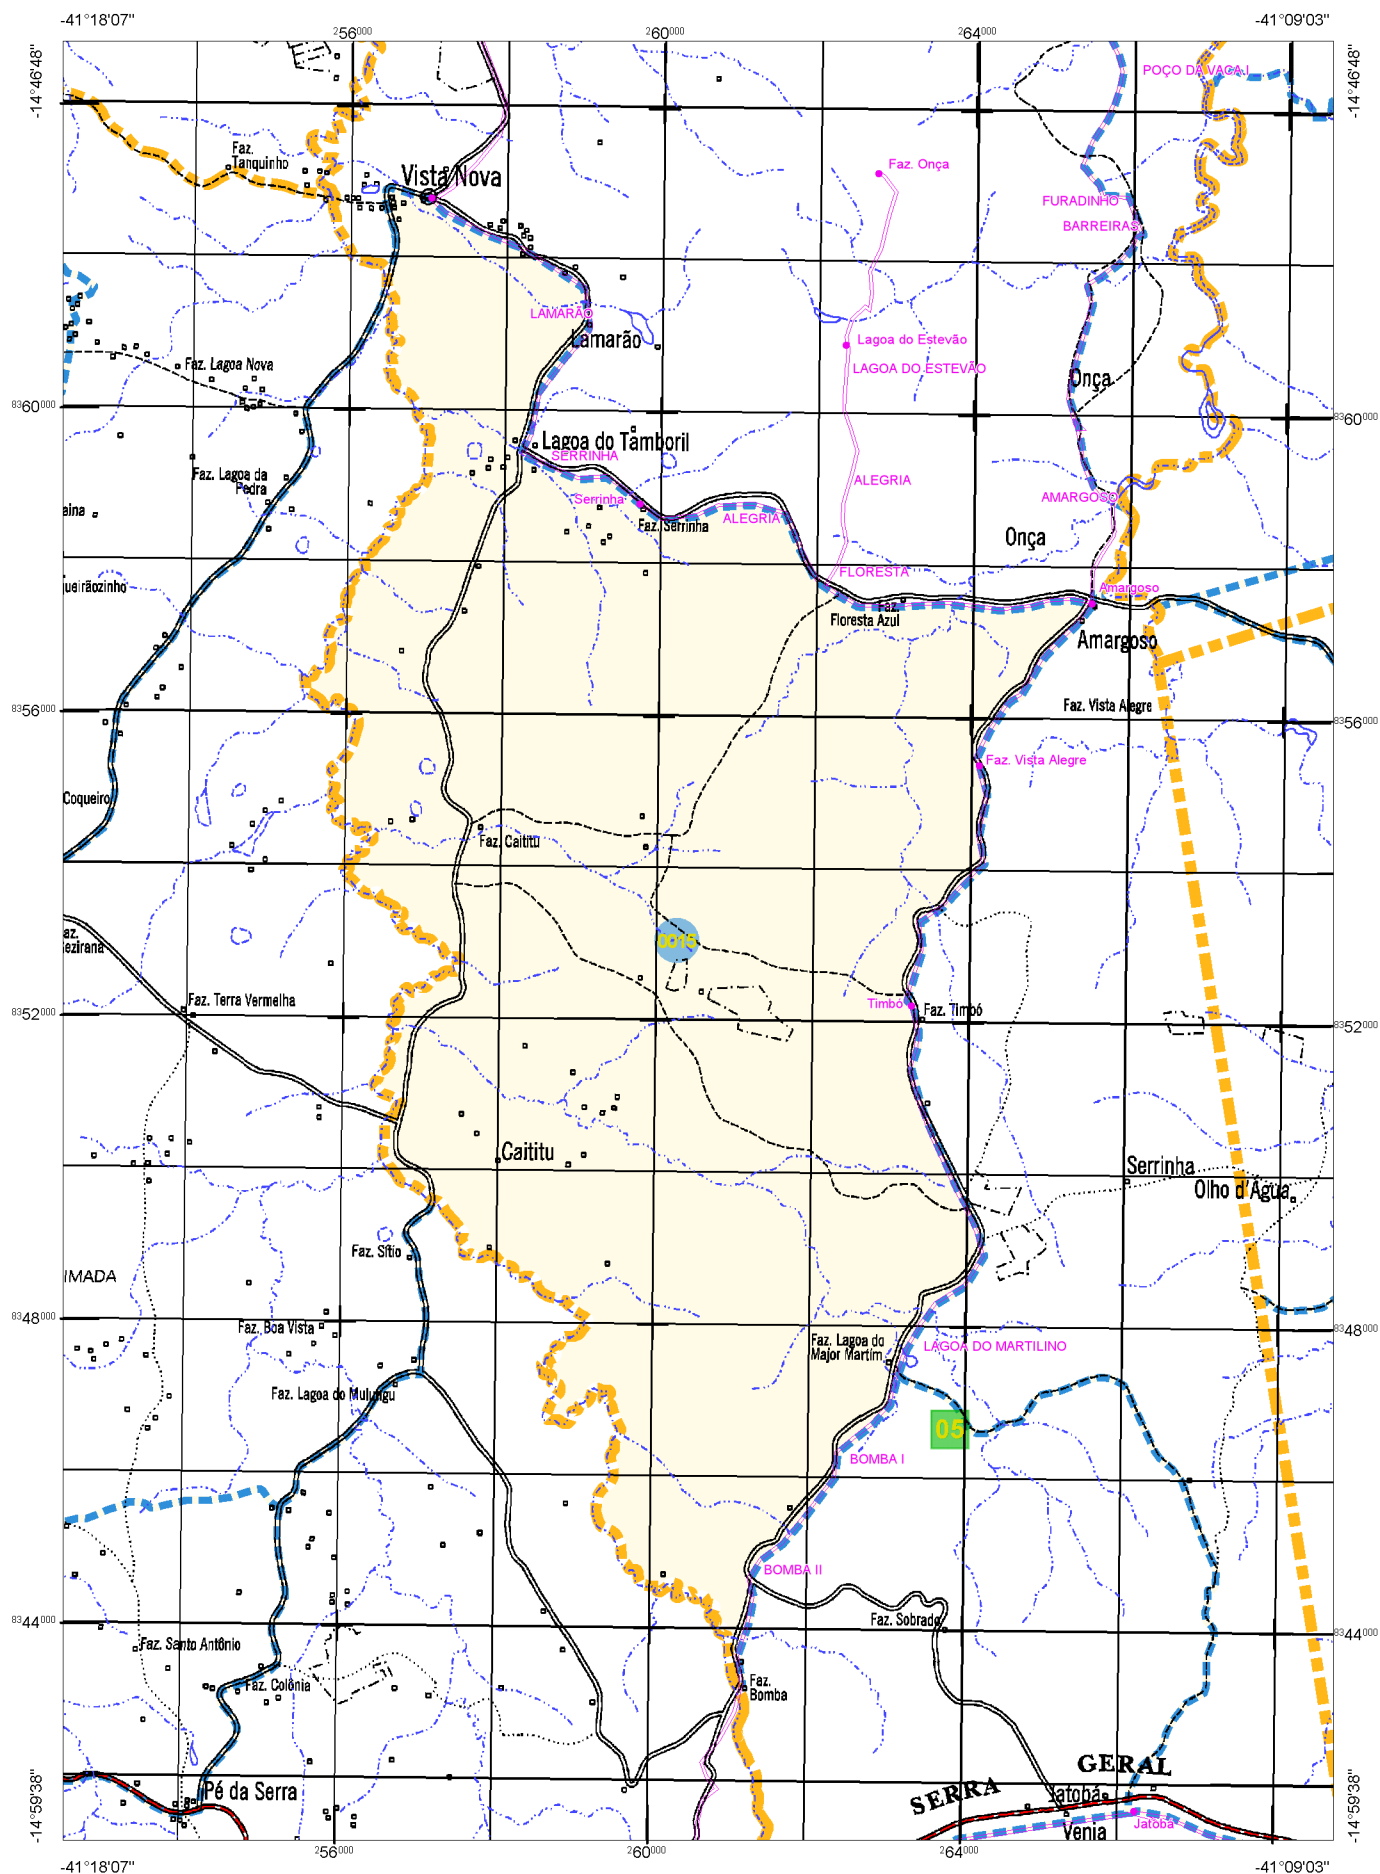 -41°18'07"
-41°09'03"
256000
260000
264000
-14°46'48"
-14°46'48"
POÇO DA VACA I
Faz.
Tanquinho
Vista Nova
Faz. Onça
FURADINHO
BARREIRAS
LAMARÃO
Lamarão
Lagoa do Estevão
LAGOA DO ESTEVÃO
Faz. Lagoa Nova
Onça
8360000
8360000
Lagoa do Tamboril
SERRINHA
Faz. Lagoa da
Pedra
ALEGRIA
Serrinha
AMARGOSO
aina
Faz. Serrinha
ALEGRIA
Onça
FLORESTA
ueirãozinho
Amargoso
Faz.
Floresta Azul
Amargoso
Faz. Vista Alegre
8356000
8356000
Faz. Vista Alegre
Coqueiro
Faz. Caititu
az.
ezirana
0015
Faz. Terra Vermelha
Timbó
Faz. Timbó
8352000
8352000
Caititu
Serrinha
Olho d'Água
Faz. Sítio
IMADA
8348000
8348000
Faz. Boa Vista
Faz. Lagoa do
Major Martim
LAGOA DO MARTILINO
Faz. Lagoa do Mulungu
05
BOMBA I
BOMBA II
8344000
8344000
Faz. Sobrado
Faz. Santo Antônio
Faz. Colônia
Faz.
Bomba
GERAL
SERRA
Pé da Serra
Jatobás
Jatobá
Venia
-14°59'38"
-14°59'38"
256000
260000
264000
-41°18'07"
-41°09'03"